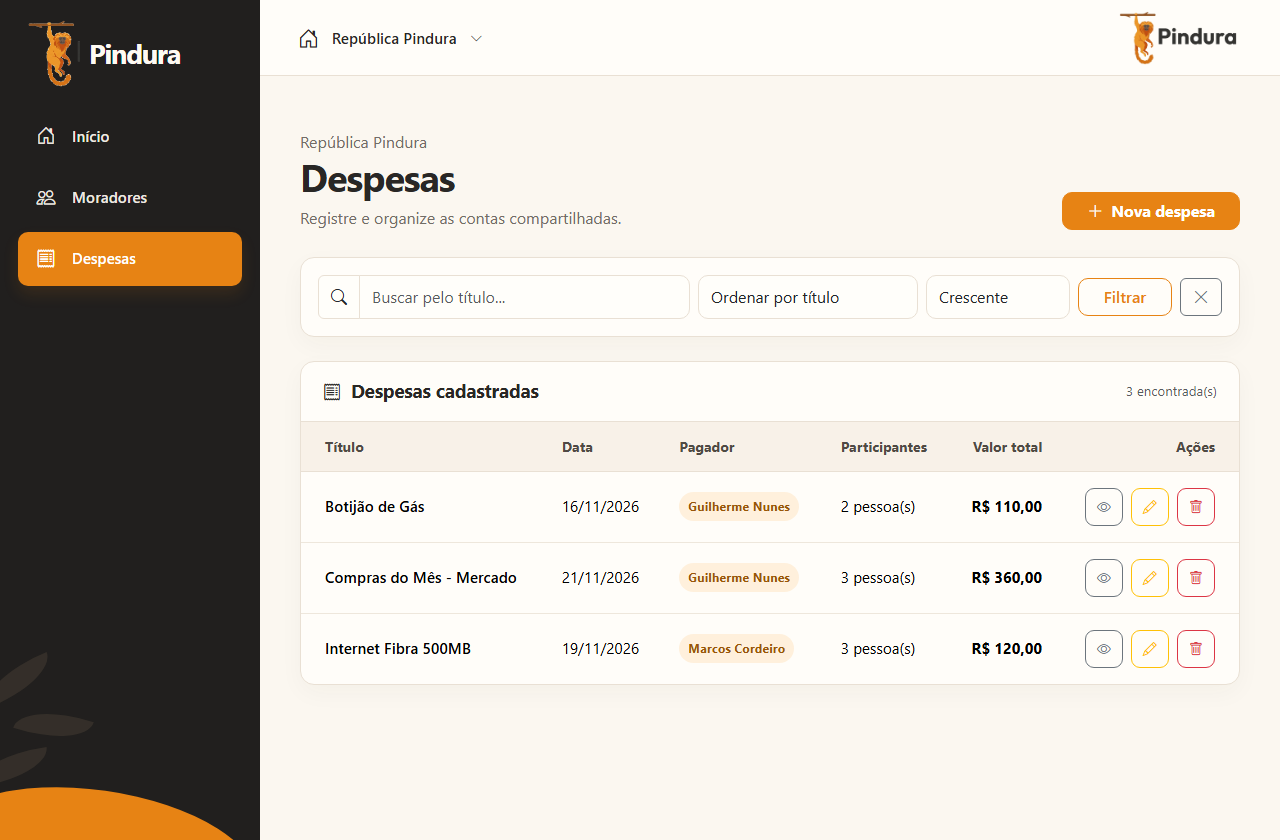 Pindura
Início
Moradores
Despesas
República Pindura
Pindura
República Pindura
Despesas
Registre e organize as contas compartilhadas.
Nova despesa
Buscar pelo título... Ordenar por título Crescente Filtrar
Despesas cadastradas 3 encontrada(s)
Título Data Pagador Participantes Valor total Ações
Botijão de Gás 16/11/2026 Guilherme Nunes 2 pessoa(s) R$ 110,00
Compras do Mês - Mercado 21/11/2026 Guilherme Nunes 3 pessoa(s) R$ 360,00
Internet Fibra 500MB 19/11/2026 Marcos Cordeiro 3 pessoa(s) R$ 120,00